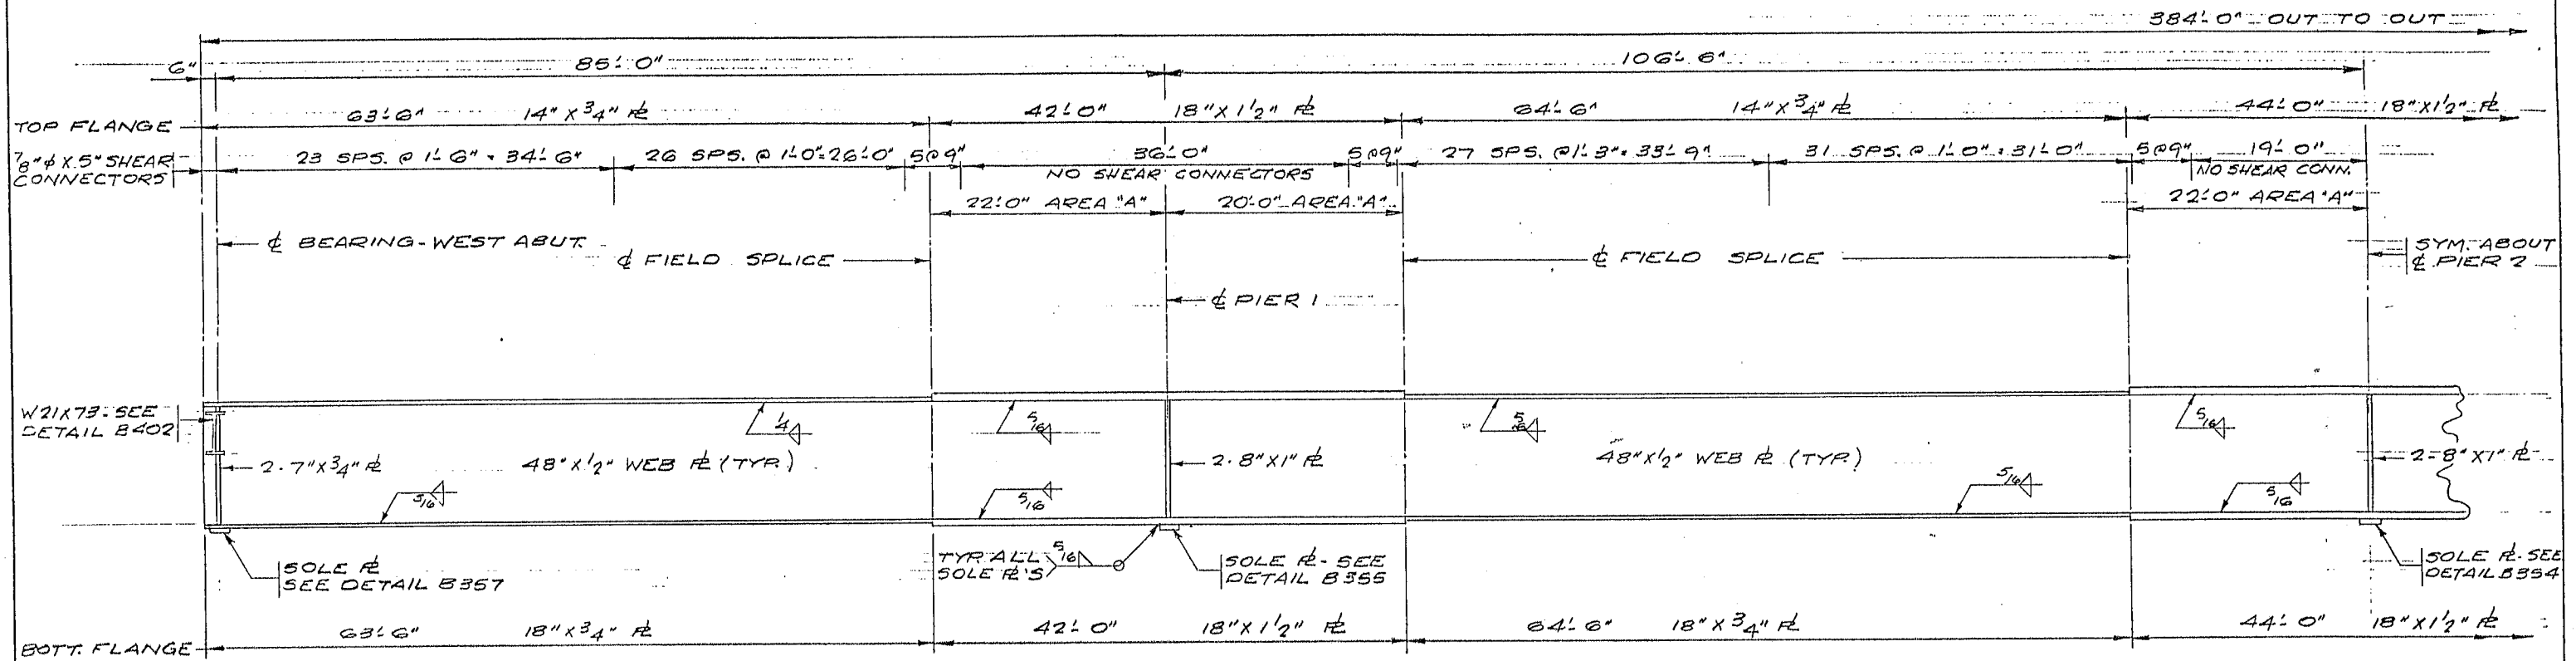 384'-0" OUT TO OUT
6" 85'-0" 106'-6"
TOP FLANGE 63'-6" 14" X 3/4" ℄ 42'-0" 18" X 1 1/2" ℄ 64'-6" 14" X 3/4" ℄ 44'-0" 18" X 1 1/2" ℄
7/8" ϕ X 5" SHEAR CONNECTORS
23 SPS. @ 1'-6" = 34'-6" 26 SPS. @ 1'-0" = 26'-0" 5@9" 36'-0" 5@9" 27 SPS. @ 1'-3" = 33'-9" 31 SPS. @ 1'-0" = 31'-0" 5@9" 19'-0"
NO SHEAR CONNECTORS NO SHEAR CONN.
22'-0" AREA "A" 20'-0" AREA "A" 22'-0" AREA "A"
℄ BEARING-WEST ABUT.
℄ FIELD SPLICE ℄ FIELD SPLICE
SYM. ABOUT
℄ PIER 2
℄ PIER 1
W21X73-SEE
DETAIL B402
1/4 5/16 5/16 5/16
2-7" X 3/4" PL 48" X 1/2" WEB PL (TYP.) 2-8" X 1" PL 48" X 1/2" WEB PL (TYP.) 2-8" X 1" PL
5/16 5/16 5/16 5/16
SOLE PL
SEE DETAIL B357
TYP. ALL
SOLE PL'S
5/16
SOLE PL-SEE
DETAIL B355
SOLE PL-SEE
DETAIL B354
BOTT. FLANGE 63'-6" 18" X 3/4" PL 42'-0" 18" X 1 1/2" PL 64'-6" 18" X 3/4" PL 44'-0" 18" X 1 1/2" PL